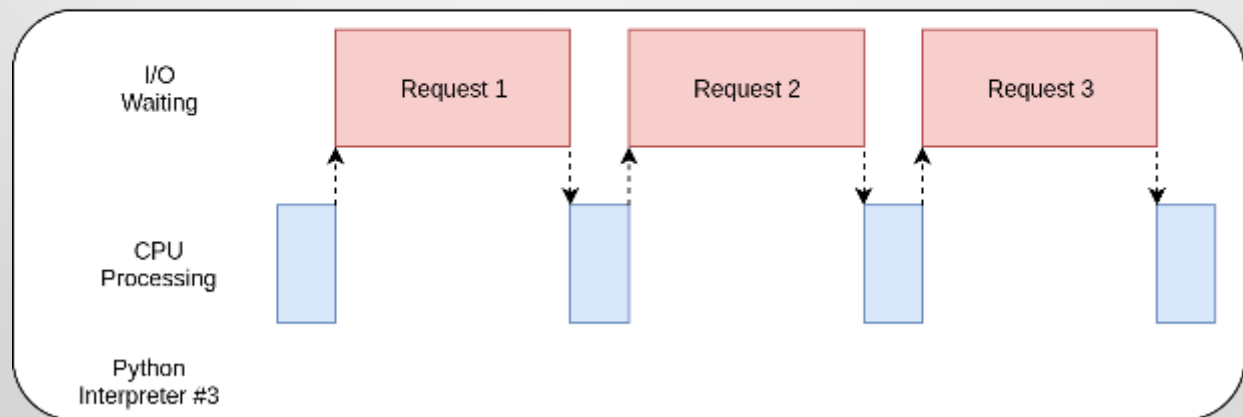 I/O
Waiting
Request 1
Request 2
Request 3
CPU
Processing
Python
Interpreter #3